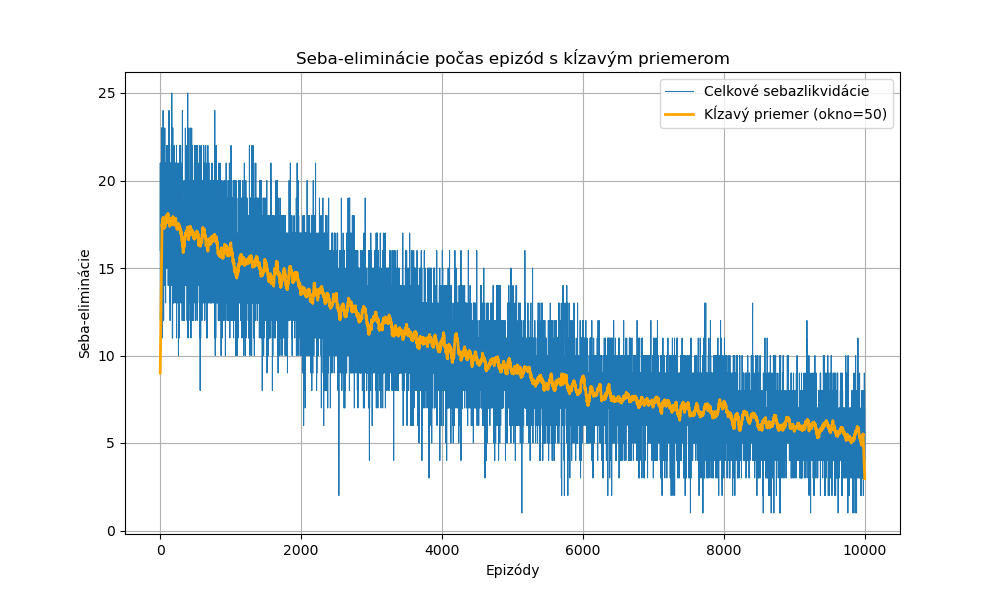 Seba-eliminácie počas epizód s kĺzavým priemerom
Celkové sebazlikvidácie
Kĺzavý priemer (okno=50)
Seba-eliminácie
25
20
15
10
5
0
0 2000 4000 6000 8000 10000
Epizódy